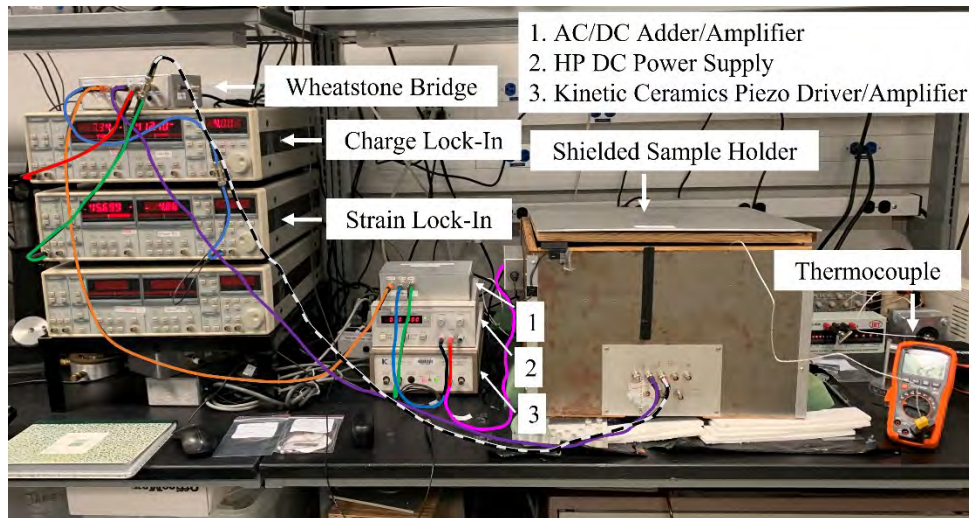 1. AC/DC Adder/Amplifier
2. HP DC Power Supply
3. Kinetic Ceramics Piezo Driver/Amplifier
Wheatstone Bridge
Charge Lock-In
Shielded Sample Holder
Strain Lock-In
Thermocouple
1
2
3